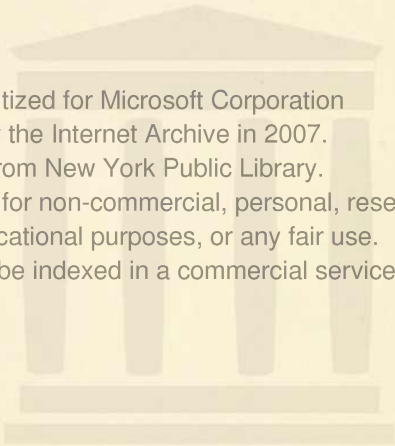 tized for Microsoft Corporation
the Internet Archive in 2007.
rom New York Public Library.
for non-commercial, personal, rese
cational purposes, or any fair use.
be indexed in a commercial service